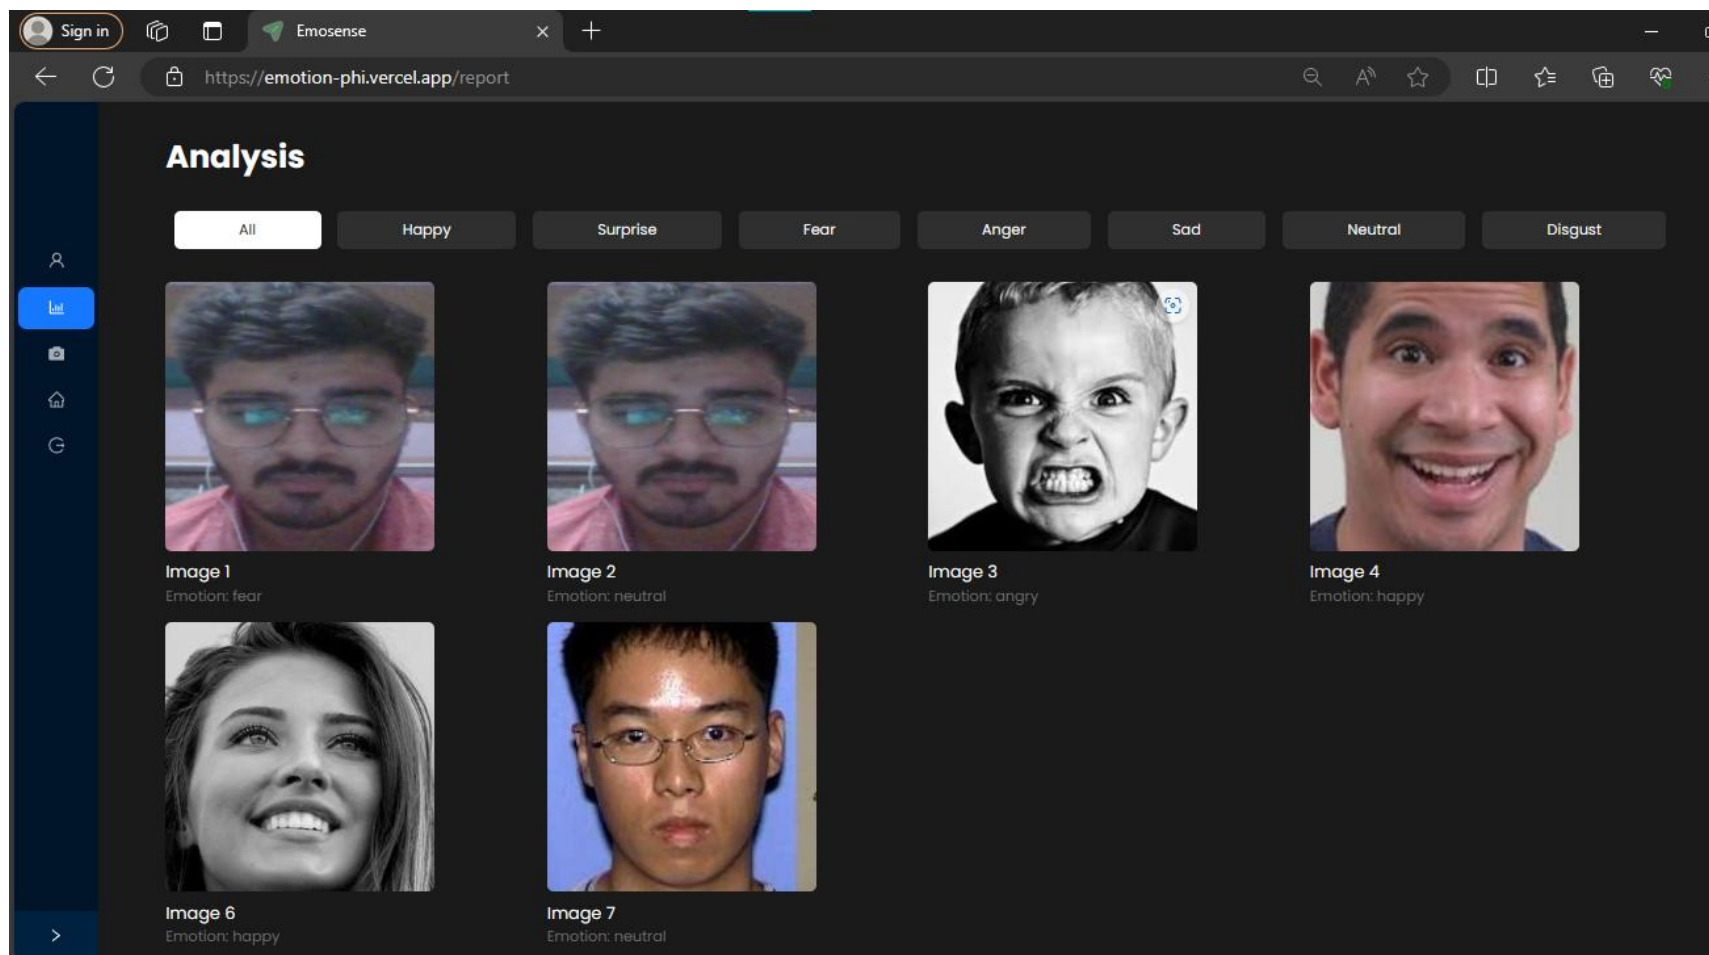 Sign in
Emosense
https://emotion-phi.vercel.app/report
Analysis
All Happy Surprise Fear Anger Sad Neutral Disgust
Image 1 Image 2 Image 3 Image 4
Emotion: fear Emotion: neutral Emotion: angry Emotion: happy
Image 6 Image 7
Emotion: happy Emotion: neutral